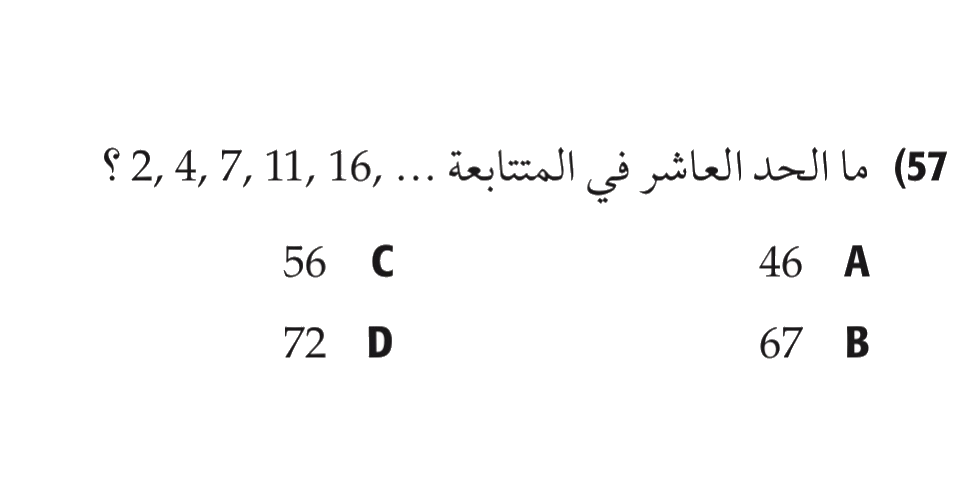 57) ما الحد العاشر في المتتابعة 2, 4, 7, 11, 16, … ؟
A 46 C 56
B 67 D 72